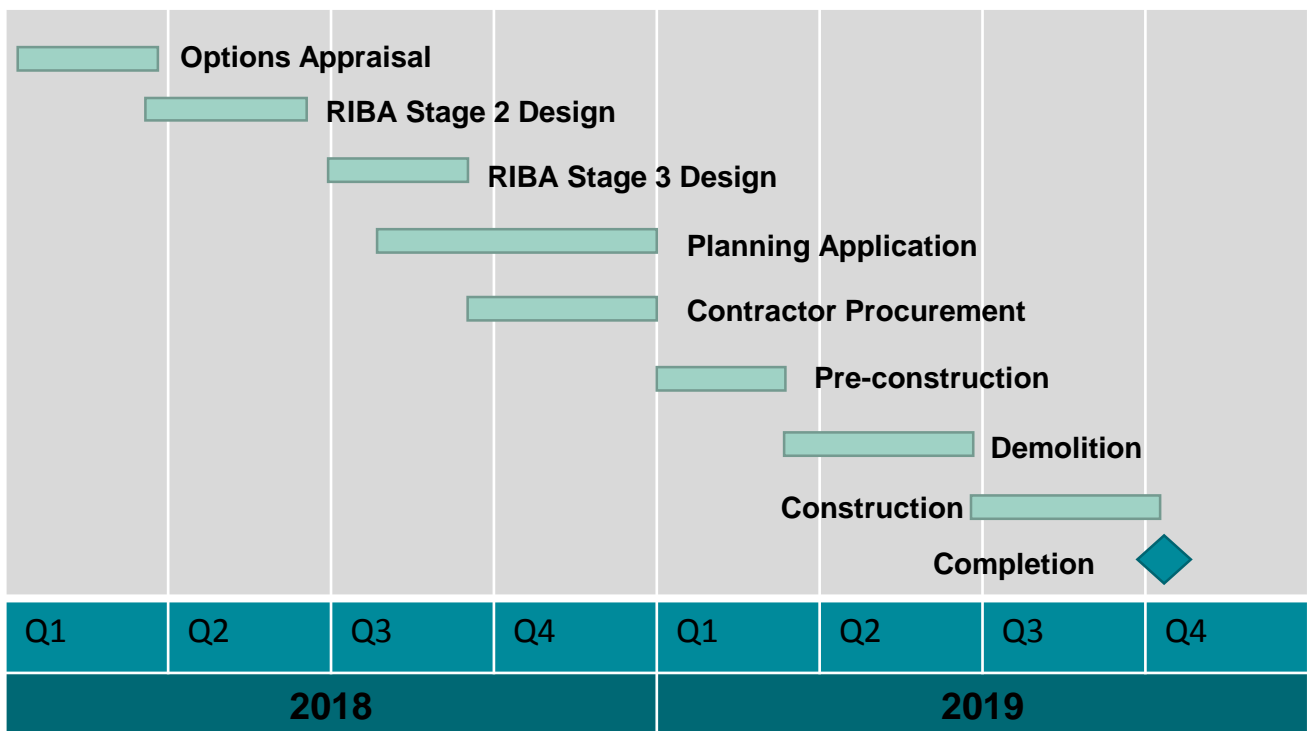 Options Appraisal
RIBA Stage 2 Design
RIBA Stage 3 Design
Planning Application
Contractor Procurement
Pre-construction
Demolition
Construction
Completion
Q1 Q2 Q3 Q4 Q1 Q2 Q3 Q4
2018 2019